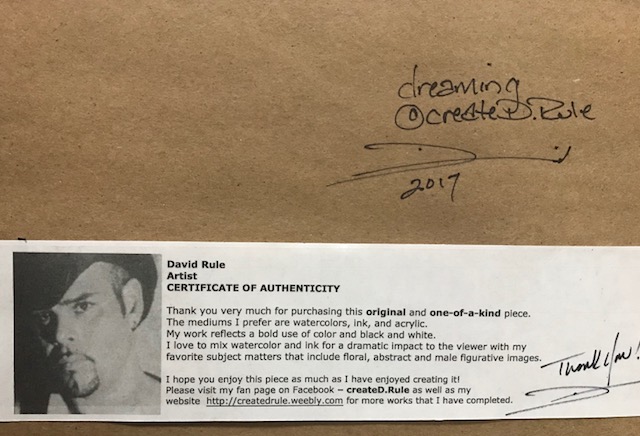 dreaming
@createD.Rule
2017
David Rule
Artist
CERTIFICATE OF AUTHENTICITY
Thank you very much for purchasing this original and one-of-a-kind piece.
The mediums I prefer are watercolors, ink, and acrylic.
My work reflects a bold use of color and black and white.
I love to mix watercolor and ink for a dramatic impact to the viewer with my
favorite subject matters that include floral, abstract and male figurative images.
I hope you enjoy this piece as much as I have enjoyed creating it!
Please visit my fan page on Facebook – createD.Rule as well as my
website http://createdrule.weebly.com for more works that I have completed.
Thank You!